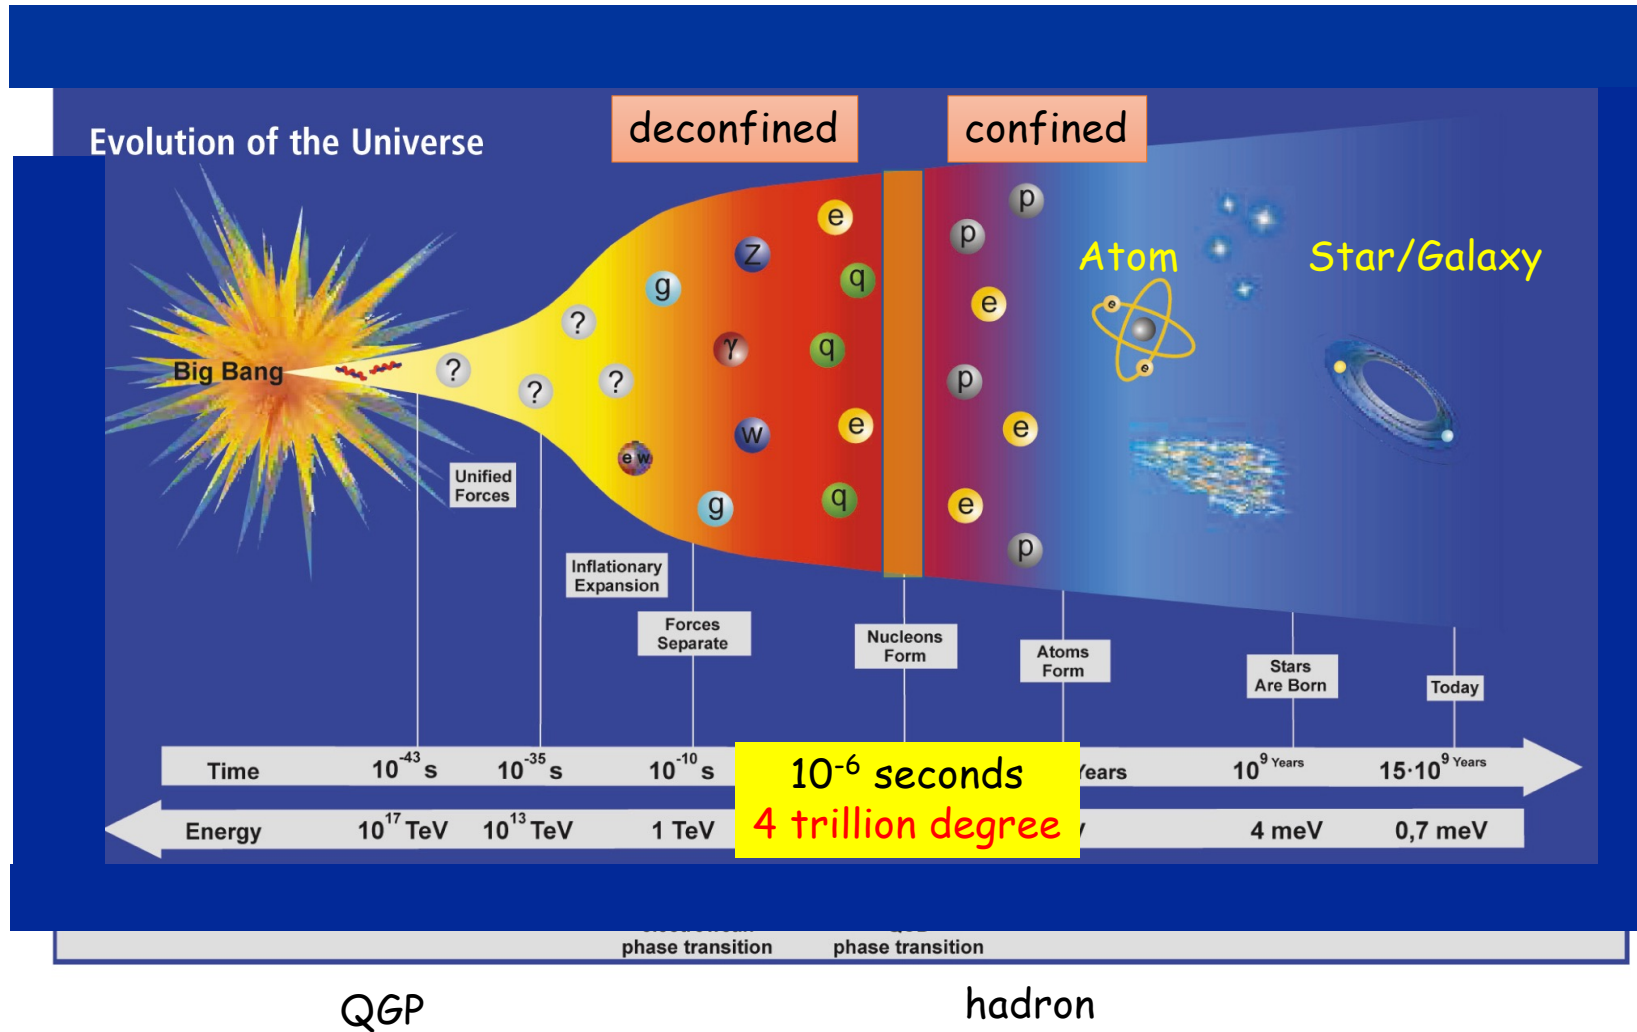 deconfined
confined
Evolution of the Universe
e
p
p
Z
q
g
Atom
Star/Galaxy
e
e
?
γ
q
p
Big Bang
?
?
?
e
e
w
e
e w
Unified
Forces
g
q
e
p
Inflationary
Expansion
Forces
Separate
Nucleons
Form
Atoms
Form
Stars
Are Born
Today
Time
10⁻⁴³ s
10⁻³⁵ s
10⁻¹⁰ s
10⁻⁶ seconds
Years
10⁹ Years
15·10⁹ Years
Energy
10¹⁷ TeV
10¹³ TeV
1 TeV
4 trillion degree
4 meV
0,7 meV
phase transition
phase transition
QGP
hadron